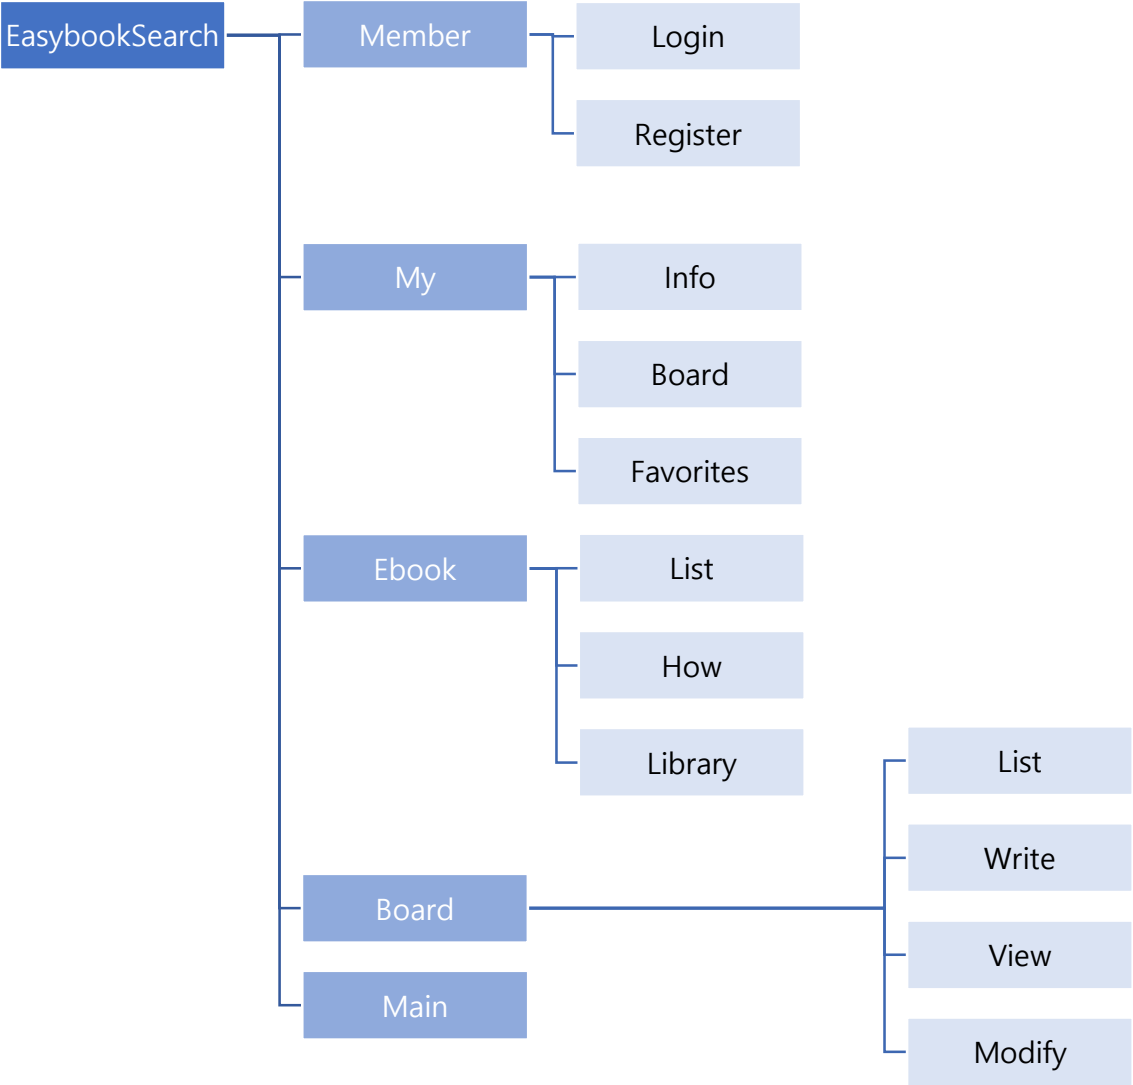 EasybookSearch
Member
Login
Register
My
Info
Board
Favorites
Ebook
List
How
Library
Board
List
Write
View
Modify
Main